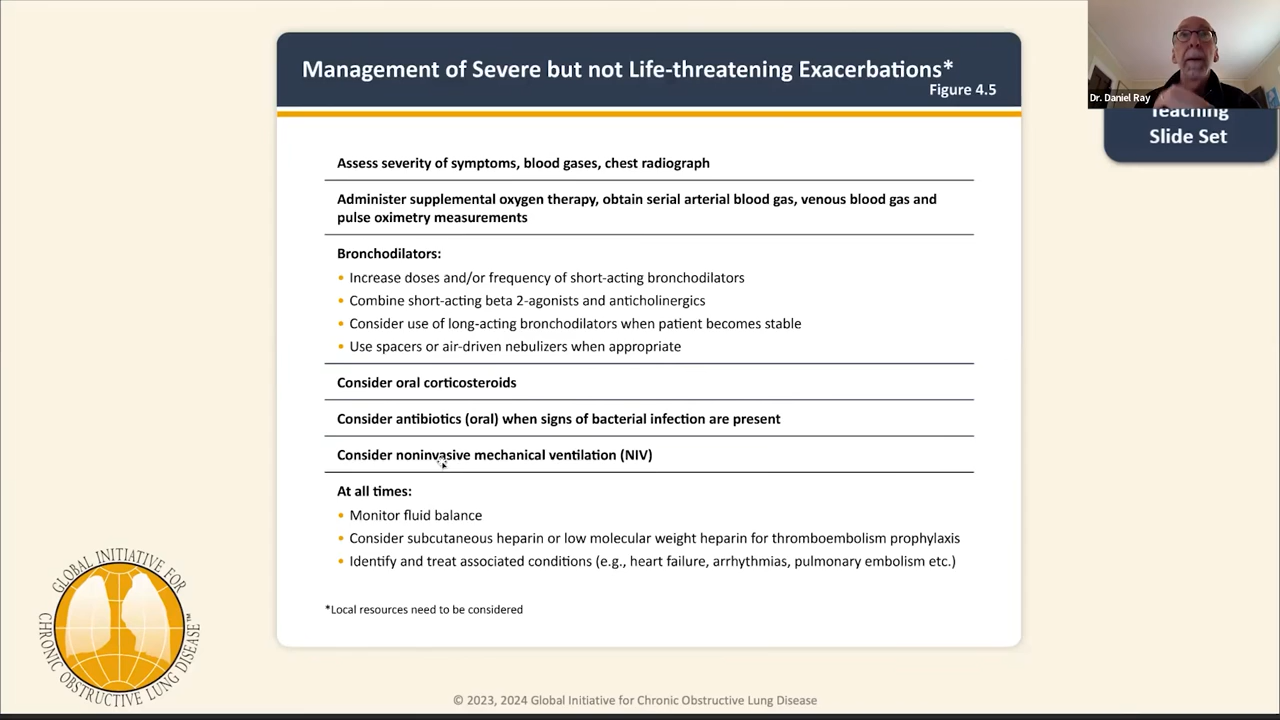 Management of Severe but not Life-threatening Exacerbations*
Figure 4.5
Dr. Daniel Ray
Teaching
Slide Set
Assess severity of symptoms, blood gases, chest radiograph
Administer supplemental oxygen therapy, obtain serial arterial blood gas, venous blood gas and
pulse oximetry measurements
Bronchodilators:
• Increase doses and/or frequency of short-acting bronchodilators
• Combine short-acting beta 2-agonists and anticholinergics
• Consider use of long-acting bronchodilators when patient becomes stable
• Use spacers or air-driven nebulizers when appropriate
Consider oral corticosteroids
Consider antibiotics (oral) when signs of bacterial infection are present
Consider noninvasive mechanical ventilation (NIV)
At all times:
• Monitor fluid balance
• Consider subcutaneous heparin or low molecular weight heparin for thromboembolism prophylaxis
• Identify and treat associated conditions (e.g., heart failure, arrhythmias, pulmonary embolism etc.)
*Local resources need to be considered
GLOBAL INITIATIVE FOR
CHRONIC OBSTRUCTIVE LUNG DISEASE™
© 2023, 2024 Global Initiative for Chronic Obstructive Lung Disease